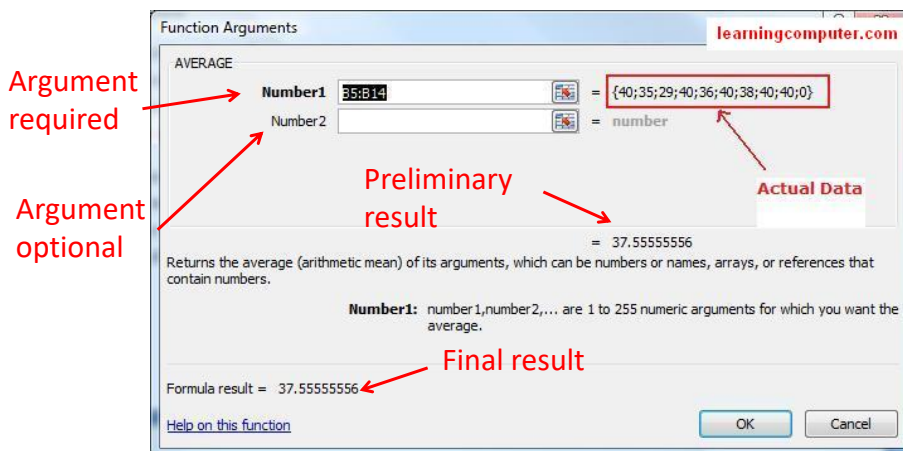 Function Arguments
learningcomputer.com
AVERAGE
Argument
required
Number1 B5:B14 = {40;35;29;40;36;40;38;40;40;0}
Number2 = number
Preliminary
result
Actual Data
Argument
optional
= 37.55555556
Returns the average (arithmetic mean) of its arguments, which can be numbers or names, arrays, or references that
contain numbers.
Number1: number1,number2,... are 1 to 255 numeric arguments for which you want the
average.
Final result
Formula result = 37.55555556
Help on this function
OK Cancel